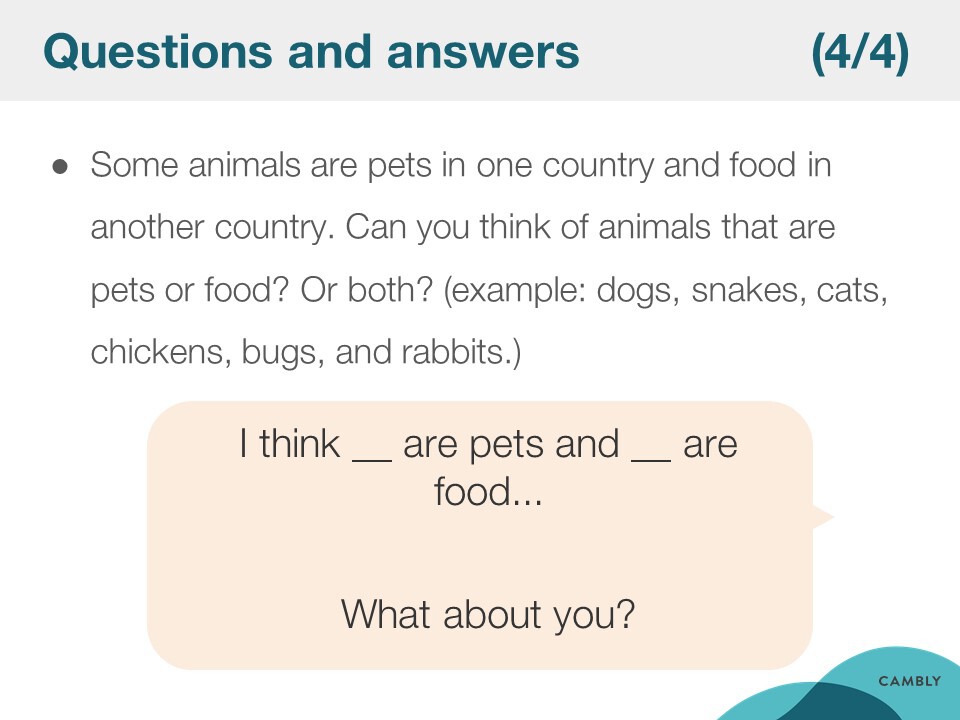 Questions and answers (4/4)
● Some animals are pets in one country and food in
another country. Can you think of animals that are
pets or food? Or both? (example: dogs, snakes, cats,
chickens, bugs, and rabbits.)
I think __ are pets and __ are
food...
What about you?
CAMBLY